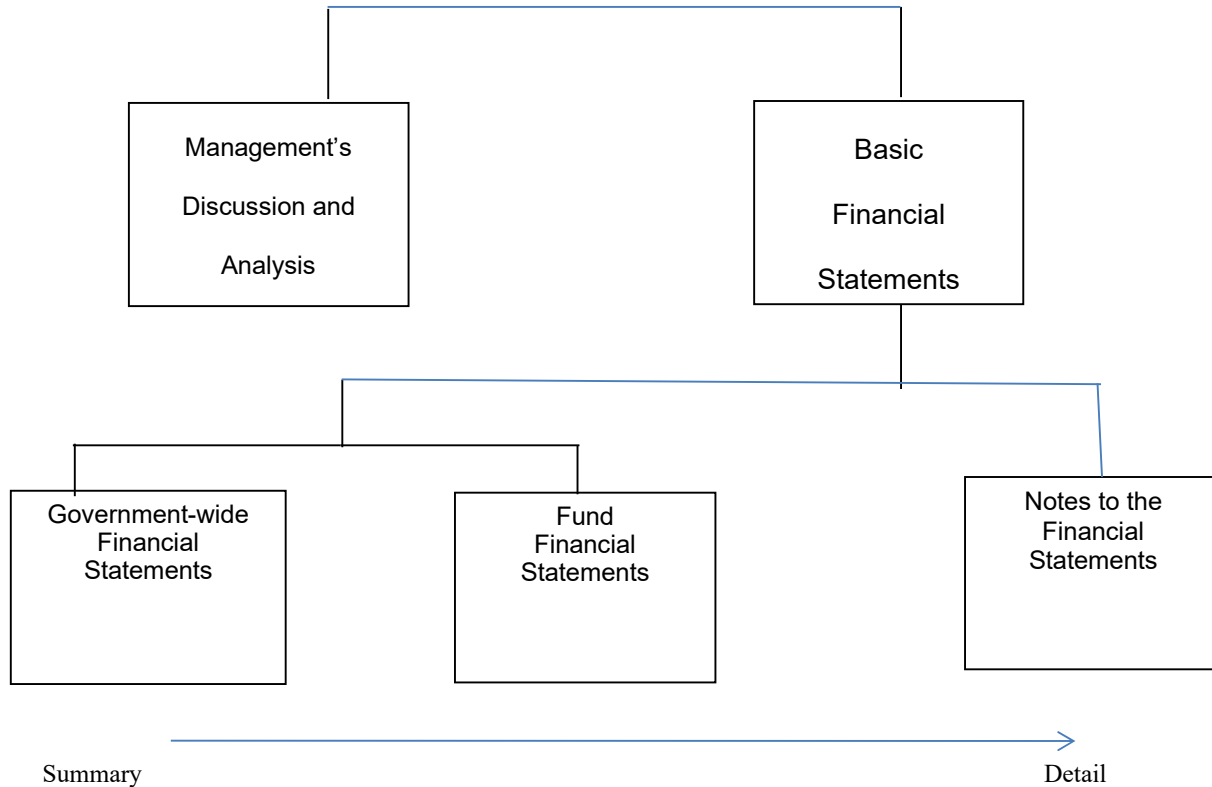 Management’s
Discussion and
Analysis
Basic
Financial
Statements
Government-wide
Financial
Statements
Fund
Financial
Statements
Notes to the
Financial
Statements
Summary
Detail